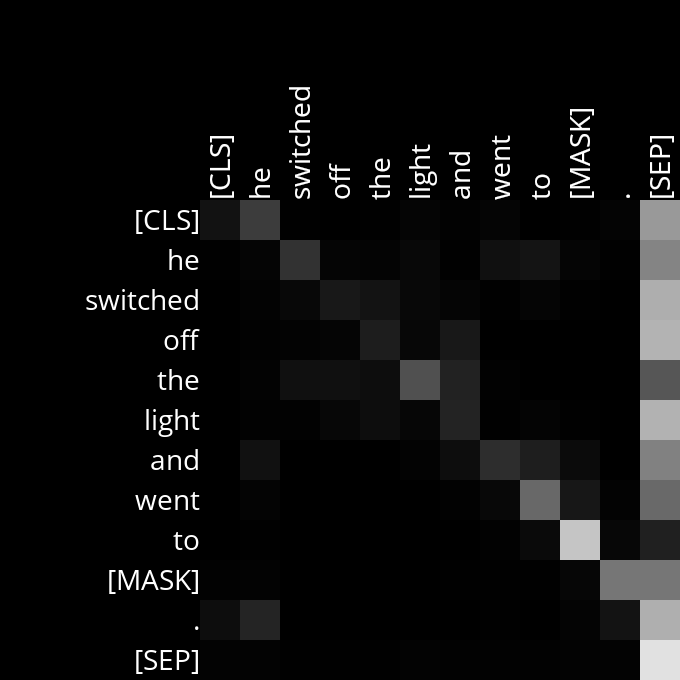 [CLS] he switched off the light and went to [MASK] . [SEP]
[CLS]
he
switched
off
the
light
and
went
to
[MASK]
.
[SEP]